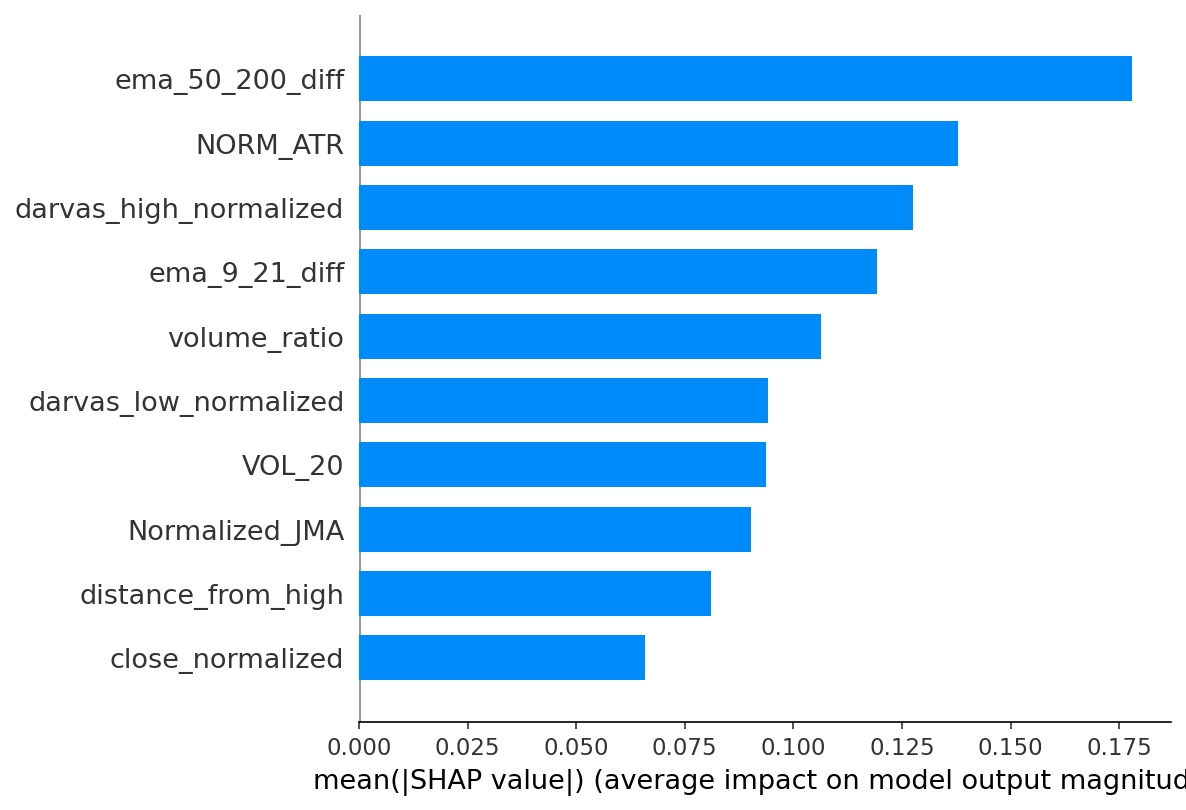 ema_50_200_diff
NORM_ATR
darvas_high_normalized
ema_9_21_diff
volume_ratio
darvas_low_normalized
VOL_20
Normalized_JMA
distance_from_high
close_normalized
0.000 0.025 0.050 0.075 0.100 0.125 0.150 0.175
mean(|SHAP value|) (average impact on model output magnitud